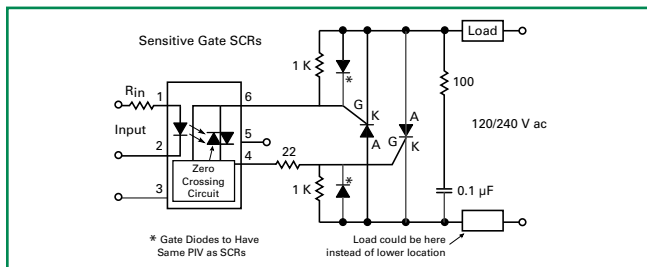 Sensitive Gate SCRs
Load
1 K
*
100
Rin
1
6
G
K
A
120/240 V ac
Input
5
A
G
K
2
4
22
Zero
Crossing
Circuit
1 K
*
0.1 µF
3
* Gate Diodes to Have
Same PIV as SCRs
Load could be here
instead of lower location